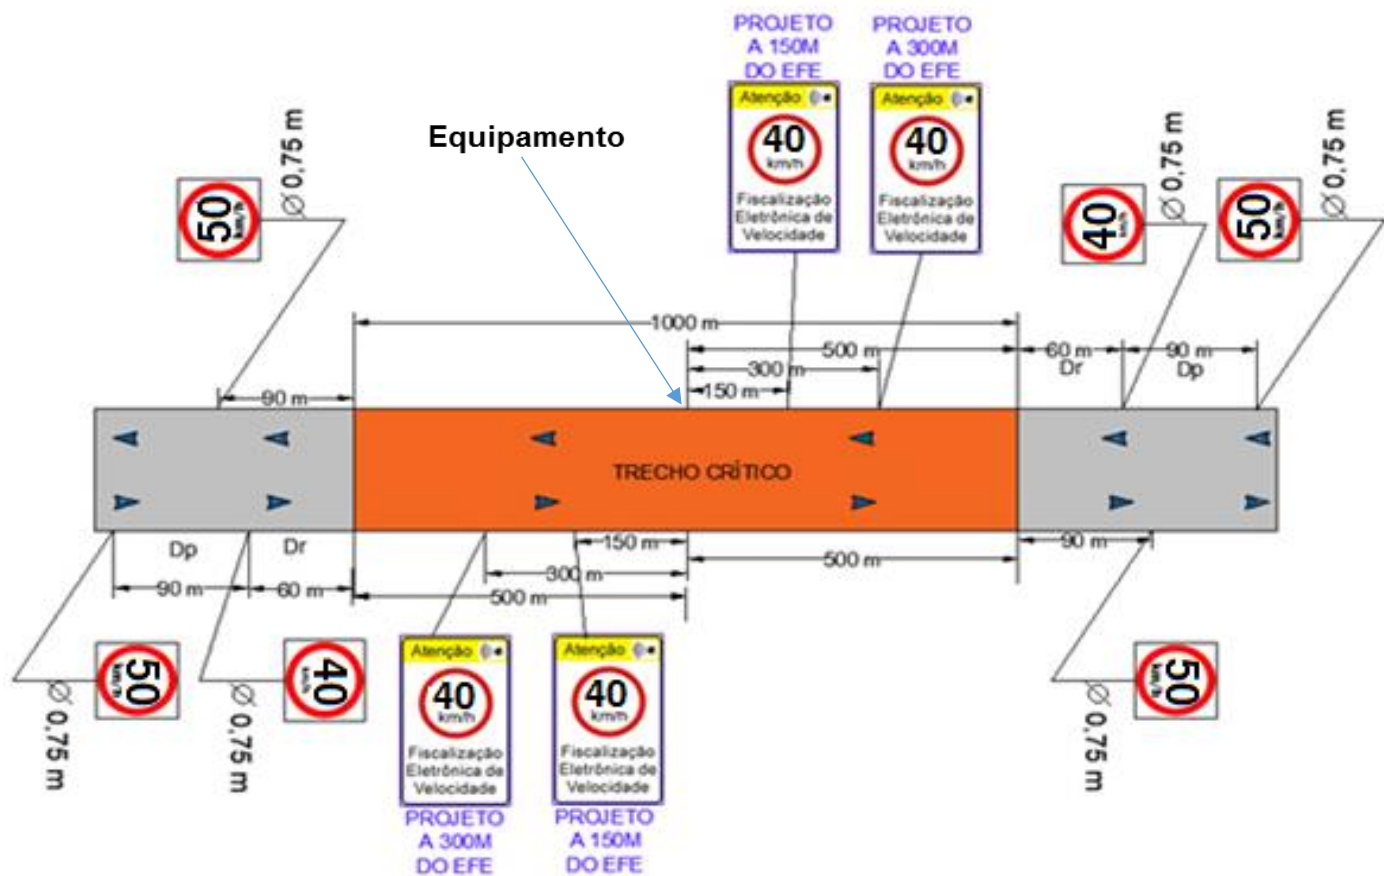 PROJETO
A 150M
DO EFE
PROJETO
A 300M
DO EFE
Atenção
40
km/h
Fiscalização
Eletrônica de
Velocidade
Atenção
40
km/h
Fiscalização
Eletrônica de
Velocidade
Equipamento
50
km/h
Ø 0,75 m
40
km/h
Ø 0,75 m
50
km/h
Ø 0,75 m
1000 m
500 m
60 m
Dr
90 m
Dp
300 m
150 m
90 m
TRECHO CRÍTICO
Dp
Dr
150 m
90 m
300 m
500 m
90 m
60 m
500 m
50
km/h
Ø 0,75 m
40
km/h
Ø 0,75 m
Atenção
40
km/h
Fiscalização
Eletrônica de
Velocidade
PROJETO
A 300M
DO EFE
Atenção
40
km/h
Fiscalização
Eletrônica de
Velocidade
PROJETO
A 150M
DO EFE
50
km/h
Ø 0,75 m